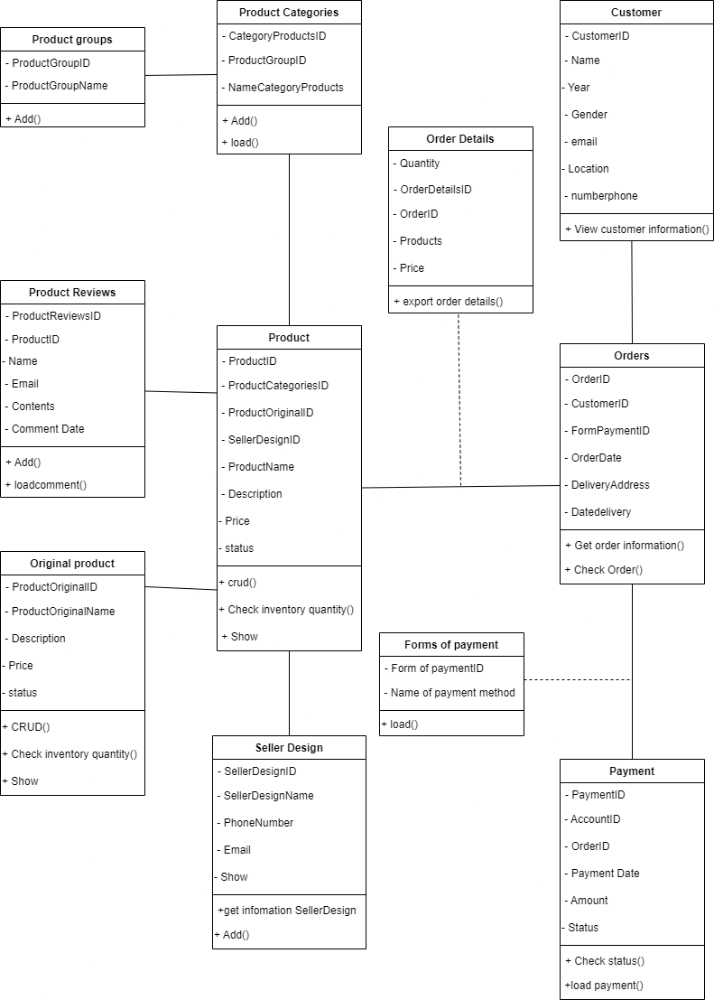 Product groups
- ProductGroupID
- ProductGroupName
+ Add()
Product Categories
- CategoryProductsID
- ProductGroupID
- NameCategoryProducts
+ Add()
+ load()
Customer
- CustomerID
- Name
- Year
- Gender
- email
- Location
- numberphone
+ View customer information()
Order Details
- Quantity
- OrderDetailsID
- OrderID
- Products
- Price
+ export order details()
Product Reviews
- ProductReviewsID
- ProductID
- Name
- Email
- Contents
- Comment Date
+ Add()
+ loadcomment()
Product
- ProductID
- ProductCategoriesID
- ProductOriginalID
- SellerDesignID
- ProductName
- Description
- Price
- status
+ crud()
+ Check inventory quantity()
+ Show
Orders
- OrderID
- CustomerID
- FormPaymentID
- OrderDate
- DeliveryAddress
- Datedelivery
+ Get order information()
+ Check Order()
Original product
- ProductOriginalID
- ProductOriginalName
- Description
- Price
- status
+ CRUD()
+ Check inventory quantity()
+ Show
Forms of payment
- Form of paymentID
- Name of payment method
+ load()
Seller Design
- SellerDesignID
- SellerDesignName
- PhoneNumber
- Email
- Show
+get infomation SellerDesign
+ Add()
Payment
- PaymentID
- AccountID
- OrderID
- Payment Date
- Amount
- Status
+ Check status()
+load payment()